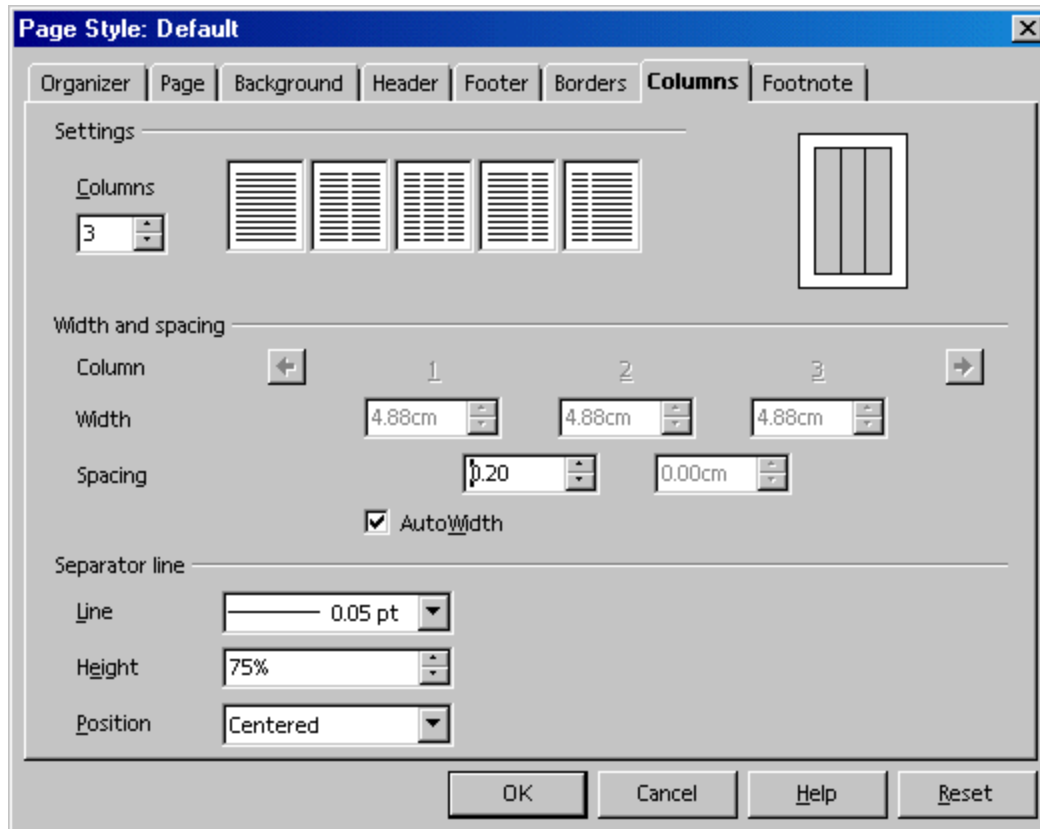 Page Style: Default
Organizer Page Background Header Footer Borders Columns Footnote
Settings
Columns
3
Width and spacing
Column 1 2 3
Width 4.88cm 4.88cm 4.88cm
Spacing 0.20 0.00cm
AutoWidth
Separator line
Line 0.05 pt
Height 75%
Position Centered
OK Cancel Help Reset